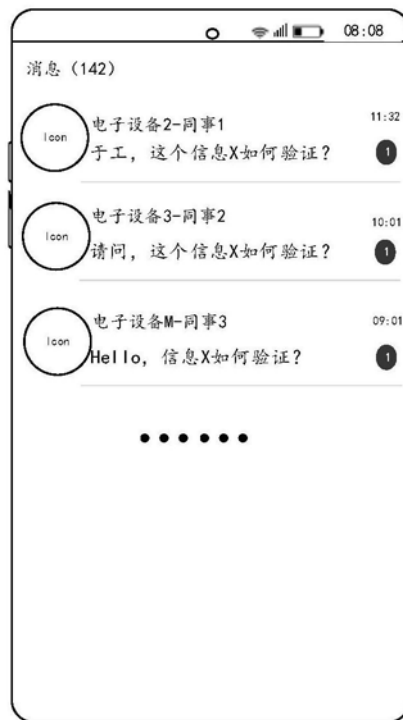 08:08
消息（142）
Icon
电子设备2-同事1
11:32
于工，这个信息X如何验证？
1
Icon
电子设备3-同事2
10:01
请问，这个信息X如何验证？
1
Icon
电子设备M-同事3
09:01
Hello，信息X如何验证？
1